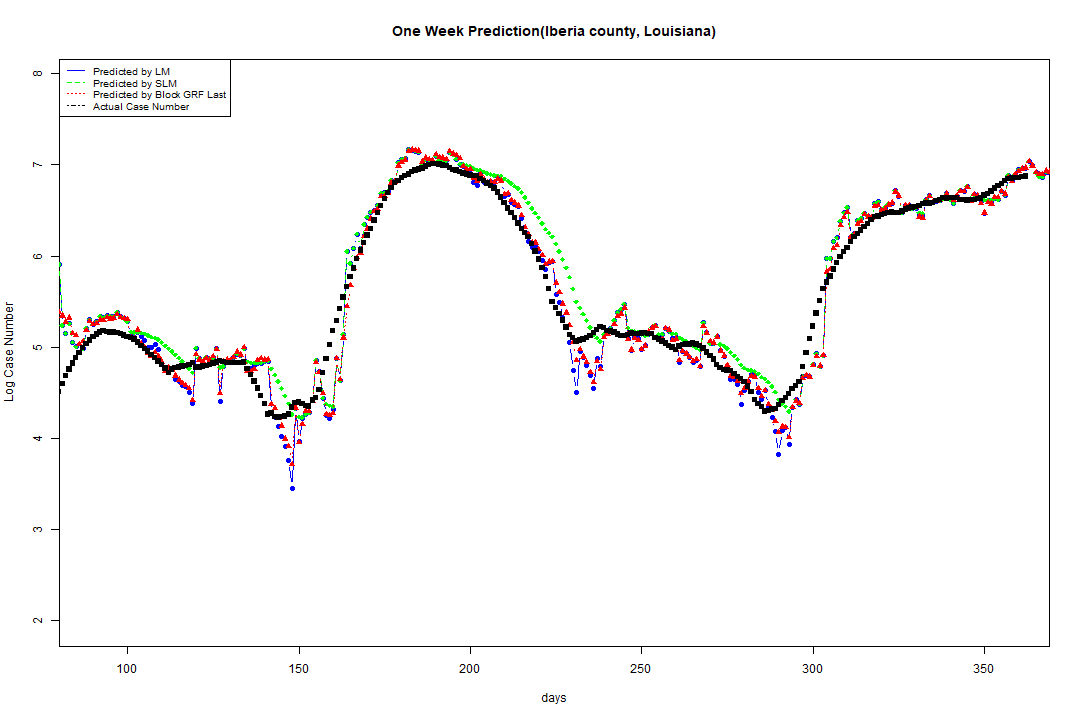 One Week Prediction(Iberia county, Louisiana)
Predicted by LM
Predicted by SLM
Predicted by Block GRF Last
Actual Case Number
8
7
6
5
4
3
2
Log Case Number
100 150 200 250 300 350
days